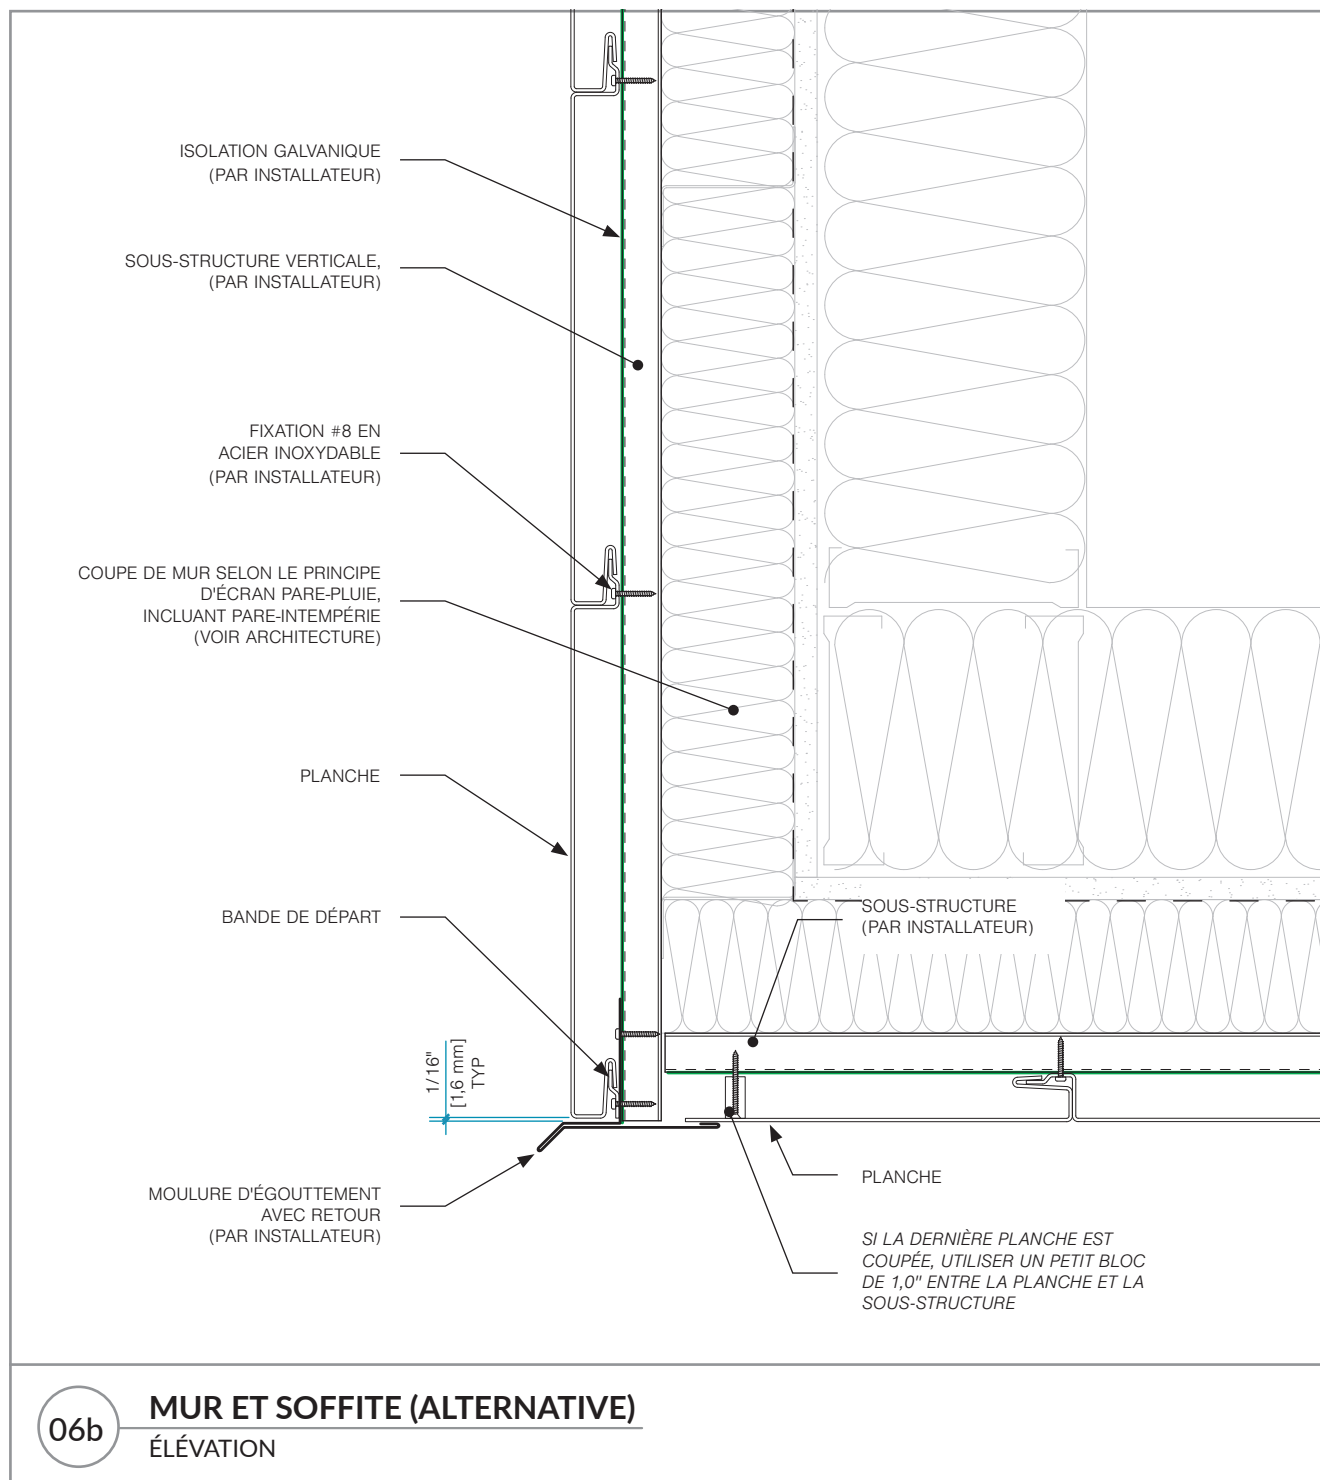 ISOLATION GALVANIQUE
(PAR INSTALLATEUR)
SOUS-STRUCTURE VERTICALE,
(PAR INSTALLATEUR)
FIXATION #8 EN
ACIER INOXYDABLE
(PAR INSTALLATEUR)
COUPE DE MUR SELON LE PRINCIPE
D'ÉCRAN PARE-PLUIE,
INCLUANT PARE-INTEMPÉRIE
(VOIR ARCHITECTURE)
PLANCHE
BANDE DE DÉPART
SOUS-STRUCTURE
(PAR INSTALLATEUR)
1/16"
[1,6 mm]
TYP
MOULURE D'ÉGOUTTEMENT
AVEC RETOUR
(PAR INSTALLATEUR)
PLANCHE
SI LA DERNIÈRE PLANCHE EST
COUPÉE, UTILISER UN PETIT BLOC
DE 1,0" ENTRE LA PLANCHE ET LA
SOUS-STRUCTURE
06b
MUR ET SOFFITE (ALTERNATIVE)
ÉLÉVATION